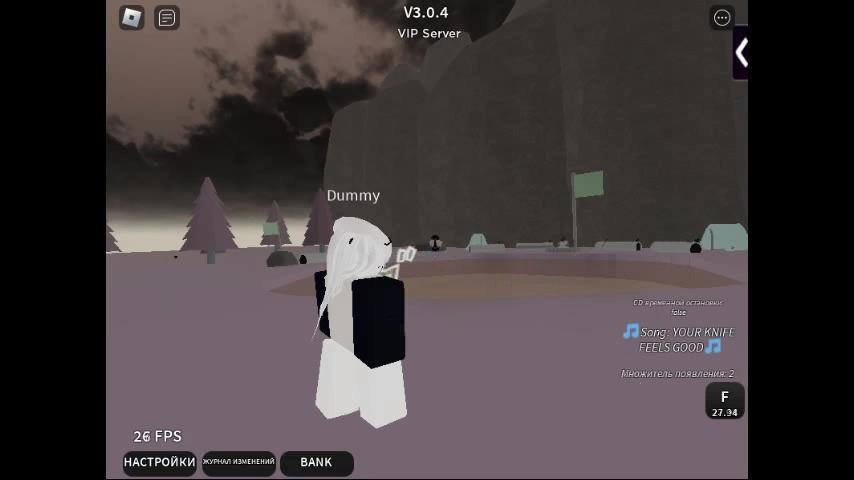 V3.0.4
VIP Server
Dummy
CD временной остановки:
false
🎵Song: YOUR KNIFE
FEELS GOOD🎵
Множитель появления: 2
F
27.94
26 FPS
НАСТРОЙКИ
ЖУРНАЛ ИЗМЕНЕНИЙ
BANK